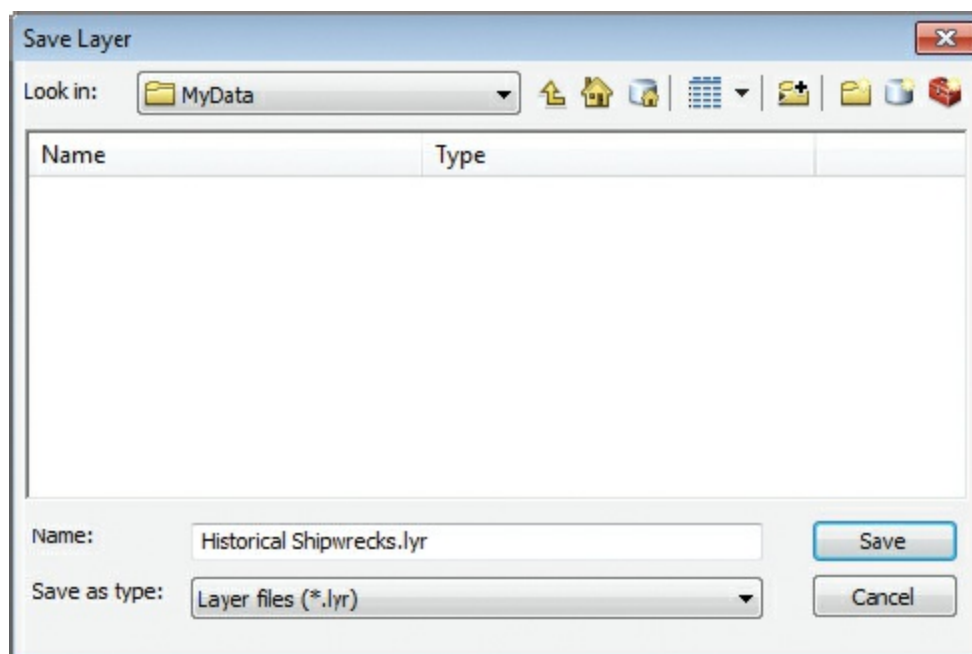 Save Layer
Look in: MyData
Name Type
Name: Historical Shipwrecks.lyr Save
Save as type: Layer files (*.lyr) Cancel